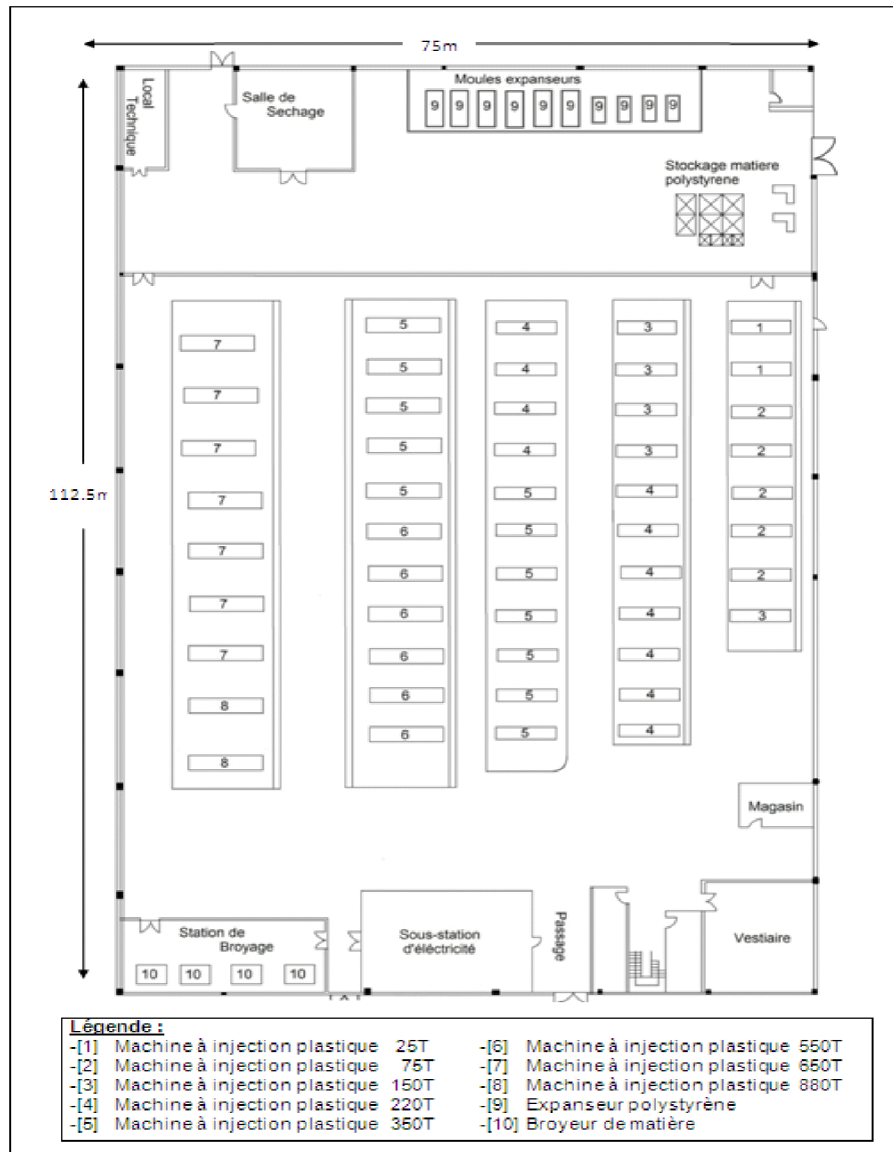 75m
Local
Technique
Salle de
Sechage
Moules expanseurs
9 9 9 9 9 9 9 9 9 9
Stockage matiere
polystyrene
112.5m
7
7
7
7
7
7
7
8
8
5
5
5
5
5
6
6
6
6
6
6
4
4
4
4
5
5
5
5
5
5
5
3
3
3
3
4
4
4
4
4
4
4
1
1
2
2
2
2
2
3
Magasin
Station de
Broyage
10 10 10 10
Sous-station
d'éléctricité
Passage
Vestiaire
Légende :
-[1] Machine à injection plastique 25T
-[2] Machine à injection plastique 75T
-[3] Machine à injection plastique 150T
-[4] Machine à injection plastique 220T
-[5] Machine à injection plastique 350T
-[6] Machine à injection plastique 550T
-[7] Machine à injection plastique 650T
-[8] Machine à injection plastique 880T
-[9] Expanseur polystyrène
-[10] Broyeur de matière